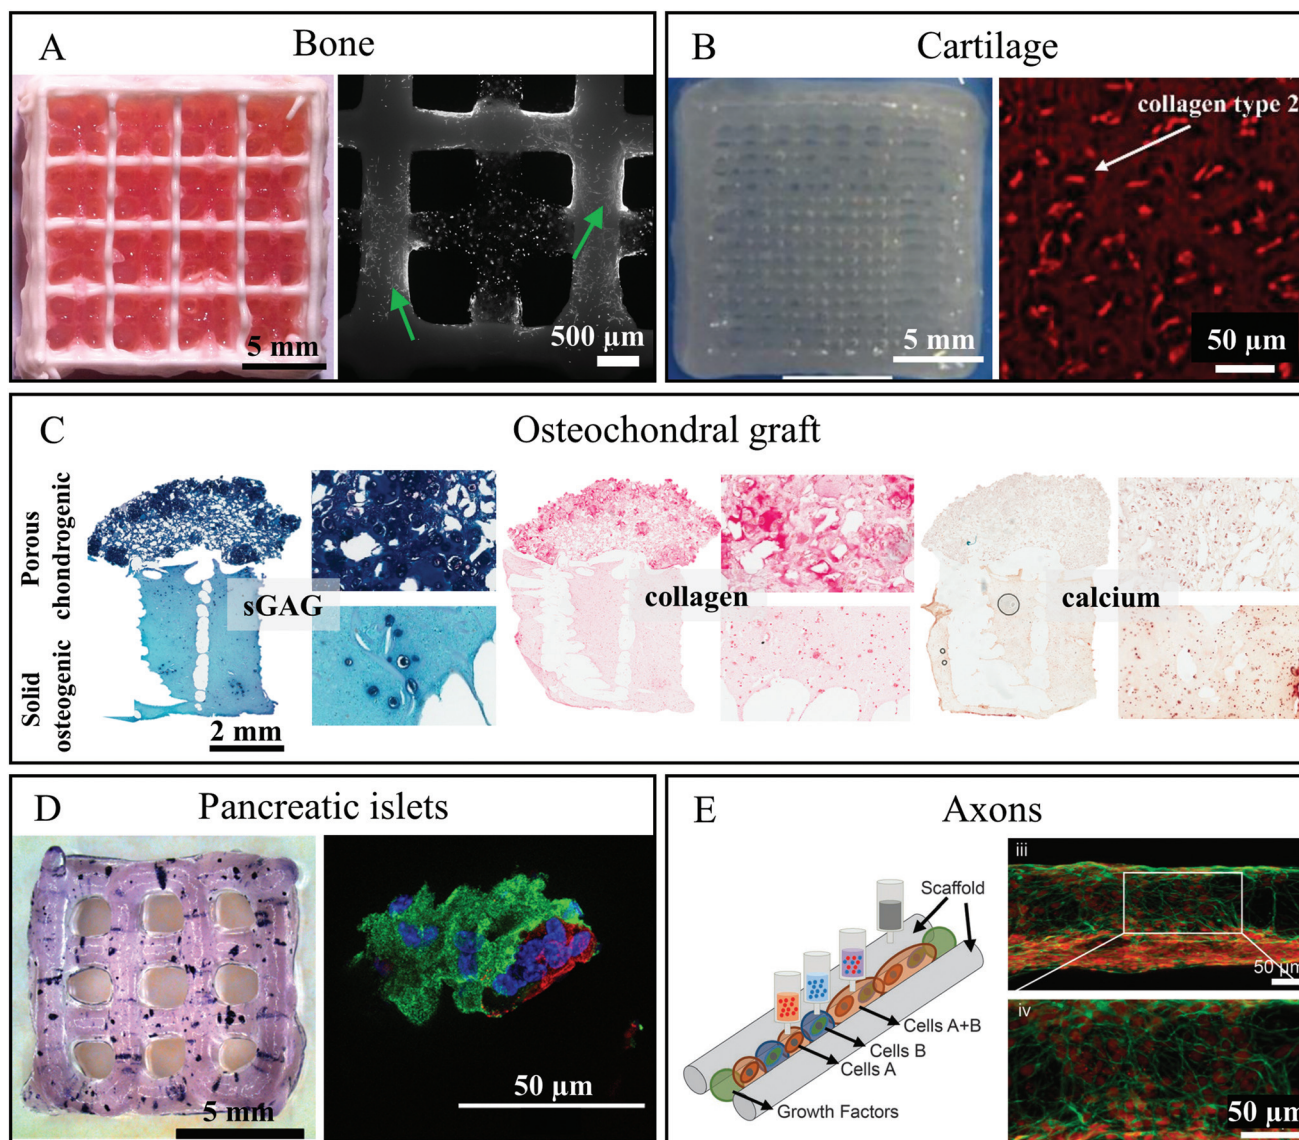 A
Bone
5 mm
500 µm
B
Cartilage
collagen type 2
5 mm
50 µm
C
Osteochondral graft
Porous
chondrogenic
Solid
osteogenic
sGAG
collagen
calcium
2 mm
D
Pancreatic islets
5 mm
50 µm
E
Axons
Scaffold
Cells A+B
Cells B
Cells A
Growth Factors
iii
50 µm
iv
50 µm